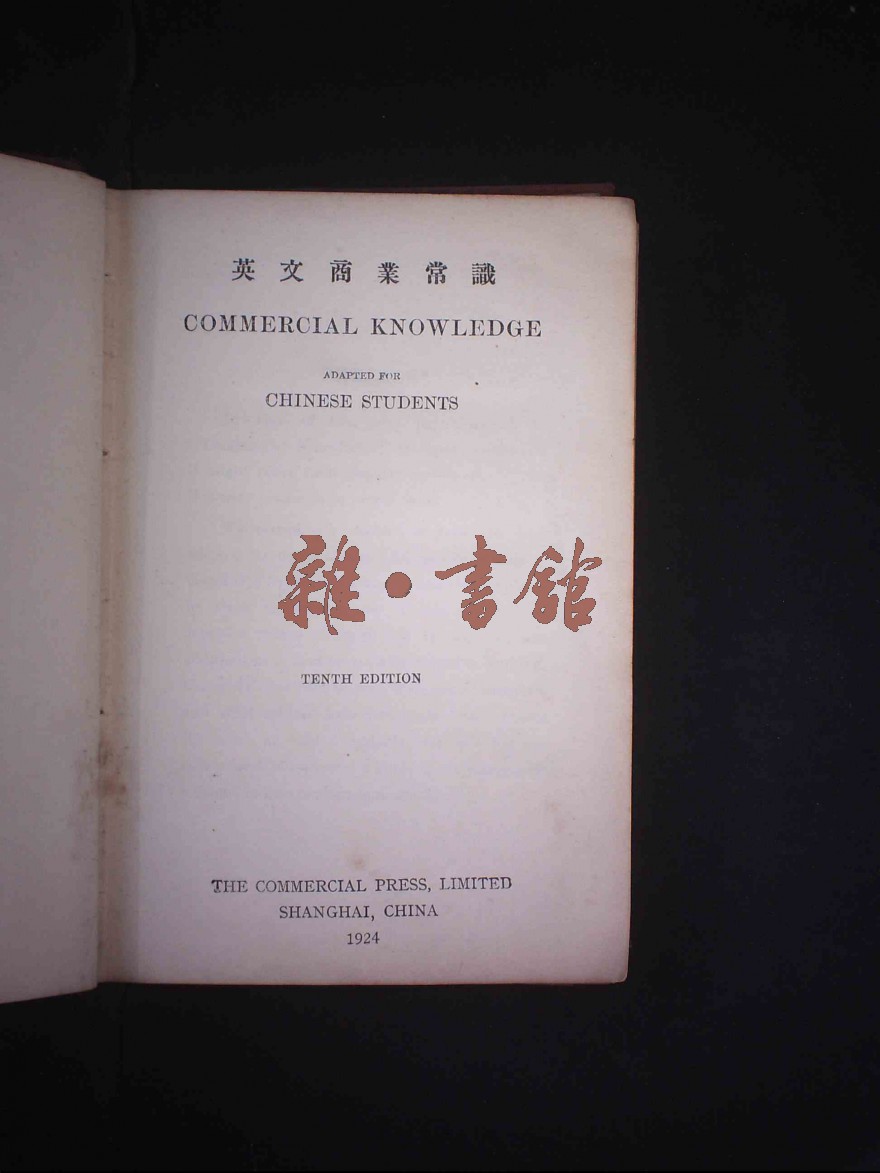 英文商業常識
COMMERCIAL KNOWLEDGE
ADAPTED FOR
CHINESE STUDENTS
雜·書館
TENTH EDITION
THE COMMERCIAL PRESS, LIMITED
SHANGHAI, CHINA
1924